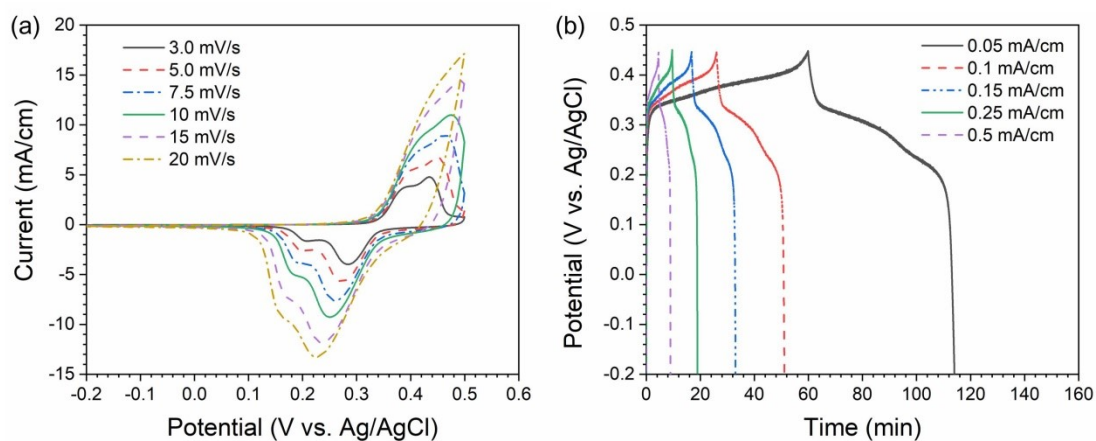 (a)
20
15
10
5
0
-5
-10
-15
Current (mA/cm)
3.0 mV/s
5.0 mV/s
7.5 mV/s
10 mV/s
15 mV/s
20 mV/s
-0.2
-0.1
0.0
0.1
0.2
0.3
0.4
0.5
0.6
Potential (V vs. Ag/AgCl)
(b)
0.5
0.4
0.3
0.2
0.1
0.0
-0.1
-0.2
Potential (V vs. Ag/AgCl)
0.05 mA/cm
0.1 mA/cm
0.15 mA/cm
0.25 mA/cm
0.5 mA/cm
0
20
40
60
80
100
120
140
160
Time (min)